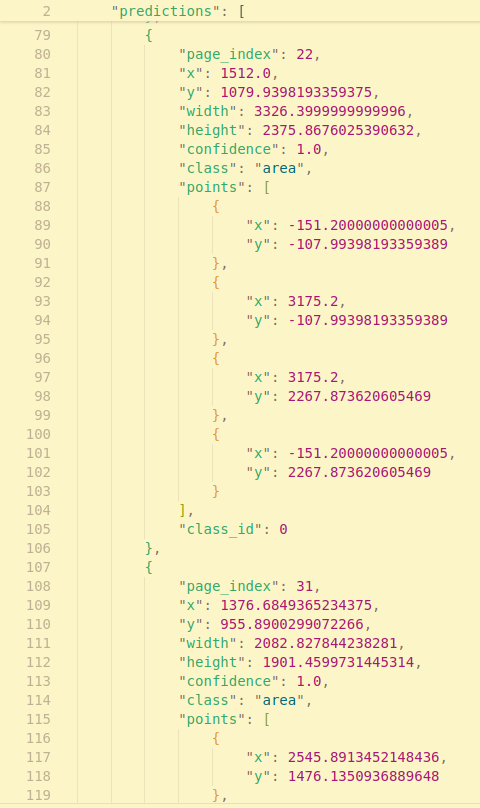 2 "predictions": [
79 {
80 "page_index": 22,
81 "x": 1512.0,
82 "y": 1079.9398193359375,
83 "width": 3326.3999999999996,
84 "height": 2375.8676025390632,
85 "confidence": 1.0,
86 "class": "area",
87 "points": [
88 {
89 "x": -151.20000000000005,
90 "y": -107.99398193359389
91 },
92 {
93 "x": 3175.2,
94 "y": -107.99398193359389
95 },
96 {
97 "x": 3175.2,
98 "y": 2267.873620605469
99 },
100 {
101 "x": -151.20000000000005,
102 "y": 2267.873620605469
103 }
104 ],
105 "class_id": 0
106 },
107 {
108 "page_index": 31,
109 "x": 1376.6849365234375,
110 "y": 955.8900299072266,
111 "width": 2082.827844238281,
112 "height": 1901.4599731445314,
113 "confidence": 1.0,
114 "class": "area",
115 "points": [
116 {
117 "x": 2545.8913452148436,
118 "y": 1476.1350936889648
119 },